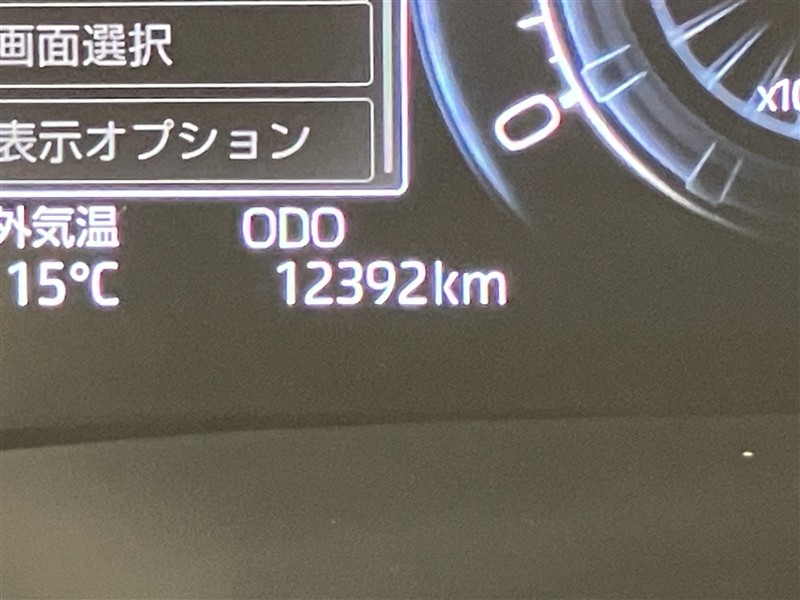 画面選択
表示オプション
外気温 ODO
15℃ 12392km
0